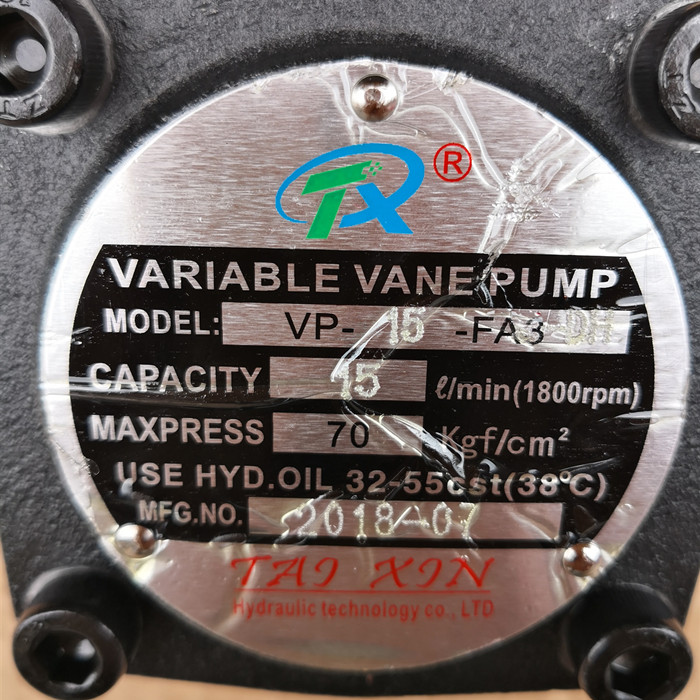 TX®
VARIABLE VANE PUMP
MODEL: VP- 15 -FA3
CAPACITY 15 ℓ/min(1800rpm)
MAXPRESS 70 Kgf/cm²
USE HYD.OIL 32-55cst(38°C)
MFG.NO. 2018-07
TAI XIN
Hydraulic technology co., LTD